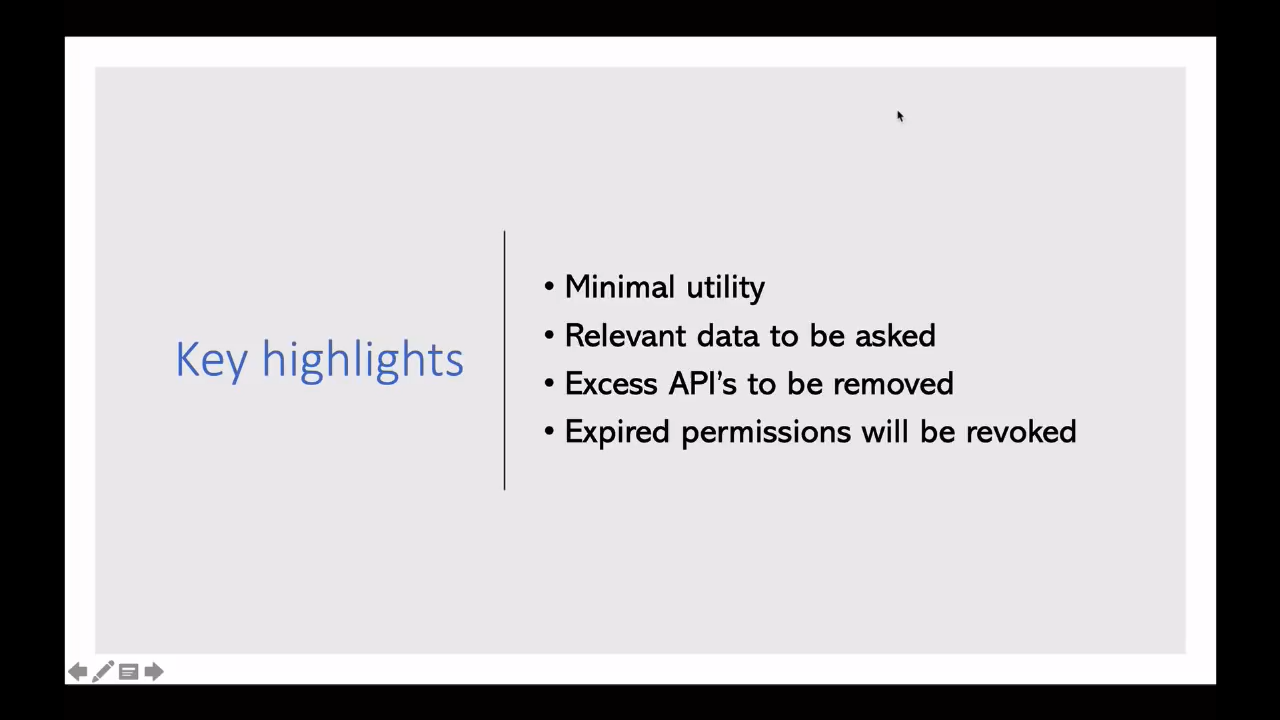 Key highlights
• Minimal utility
• Relevant data to be asked
• Excess API's to be removed
• Expired permissions will be revoked